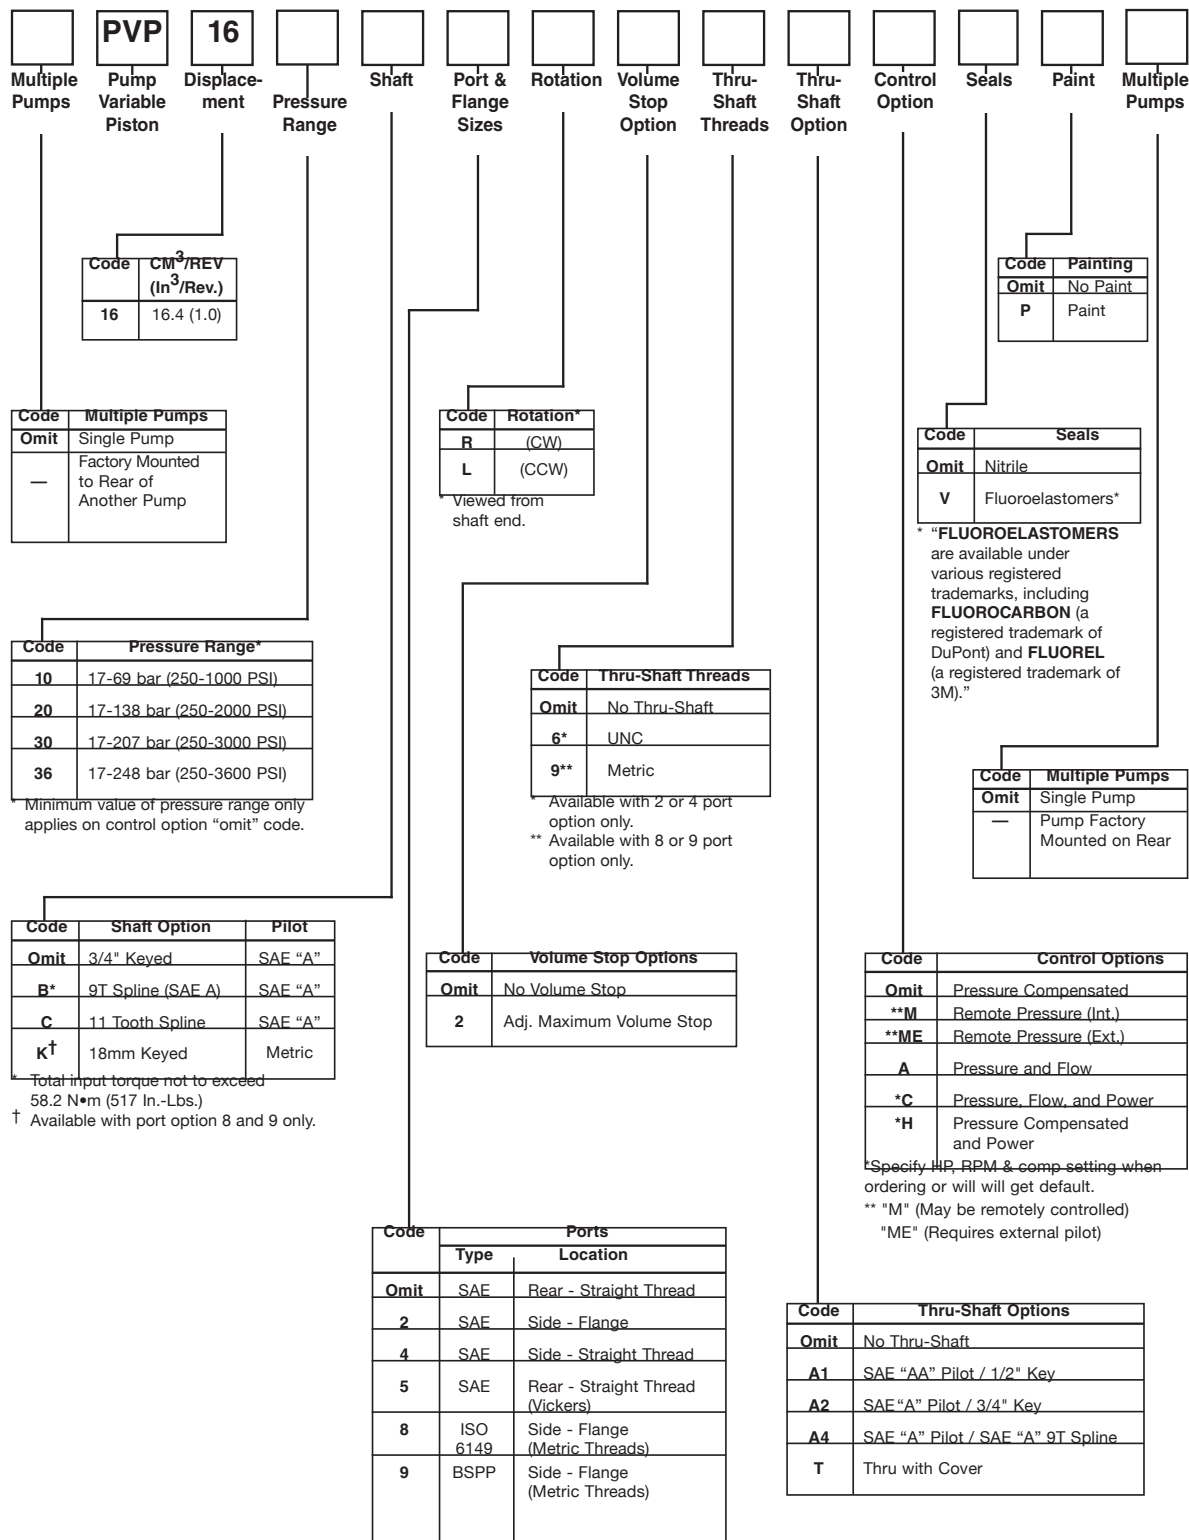 PVP 16
Multiple Pumps
Pump Variable Piston
Displace-ment
Pressure Range
Shaft
Port & Flange Sizes
Rotation
Volume Stop Option
Thru-Shaft Threads
Thru-Shaft Option
Control Option
Seals
Paint
Multiple Pumps
Code CM3/REV
(In3/Rev.)
16 16.4 (1.0)
Code Painting
Omit No Paint
P Paint
Code Multiple Pumps
Omit Single Pump
— Factory Mounted
to Rear of
Another Pump
Code Rotation*
R (CW)
L (CCW)
* Viewed from
shaft end.
Code Seals
Omit Nitrile
V Fluoroelastomers*
* “FLUOROELASTOMERS
are available under
various registered
trademarks, including
FLUOROCARBON (a
registered trademark of
DuPont) and FLUOREL
(a registered trademark of
3M).”
Code Pressure Range*
10 17-69 bar (250-1000 PSI)
20 17-138 bar (250-2000 PSI)
30 17-207 bar (250-3000 PSI)
36 17-248 bar (250-3600 PSI)
* Minimum value of pressure range only
applies on control option “omit” code.
Code Thru-Shaft Threads
Omit No Thru-Shaft
6* UNC
9** Metric
* Available with 2 or 4 port
option only.
** Available with 8 or 9 port
option only.
Code Multiple Pumps
Omit Single Pump
— Pump Factory
Mounted on Rear
Code Shaft Option Pilot
Omit 3/4" Keyed SAE “A”
B* 9T Spline (SAE A) SAE “A”
C 11 Tooth Spline SAE “A”
K† 18mm Keyed Metric
* Total input torque not to exceed
58.2 N•m (517 In.-Lbs.)
† Available with port option 8 and 9 only.
Code Volume Stop Options
Omit No Volume Stop
2 Adj. Maximum Volume Stop
Code Control Options
Omit Pressure Compensated
**M Remote Pressure (Int.)
**ME Remote Pressure (Ext.)
A Pressure and Flow
*C Pressure, Flow, and Power
*H Pressure Compensated
and Power
*Specify HP, RPM & comp setting when
ordering or will will get default.
** "M" (May be remotely controlled)
"ME" (Requires external pilot)
Code Ports
Type Location
Omit SAE Rear - Straight Thread
2 SAE Side - Flange
4 SAE Side - Straight Thread
5 SAE Rear - Straight Thread
(Vickers)
8 ISO 6149 Side - Flange
(Metric Threads)
9 BSPP Side - Flange
(Metric Threads)
Code Thru-Shaft Options
Omit No Thru-Shaft
A1 SAE “AA” Pilot / 1/2" Key
A2 SAE “A” Pilot / 3/4" Key
A4 SAE “A” Pilot / SAE “A” 9T Spline
T Thru with Cover